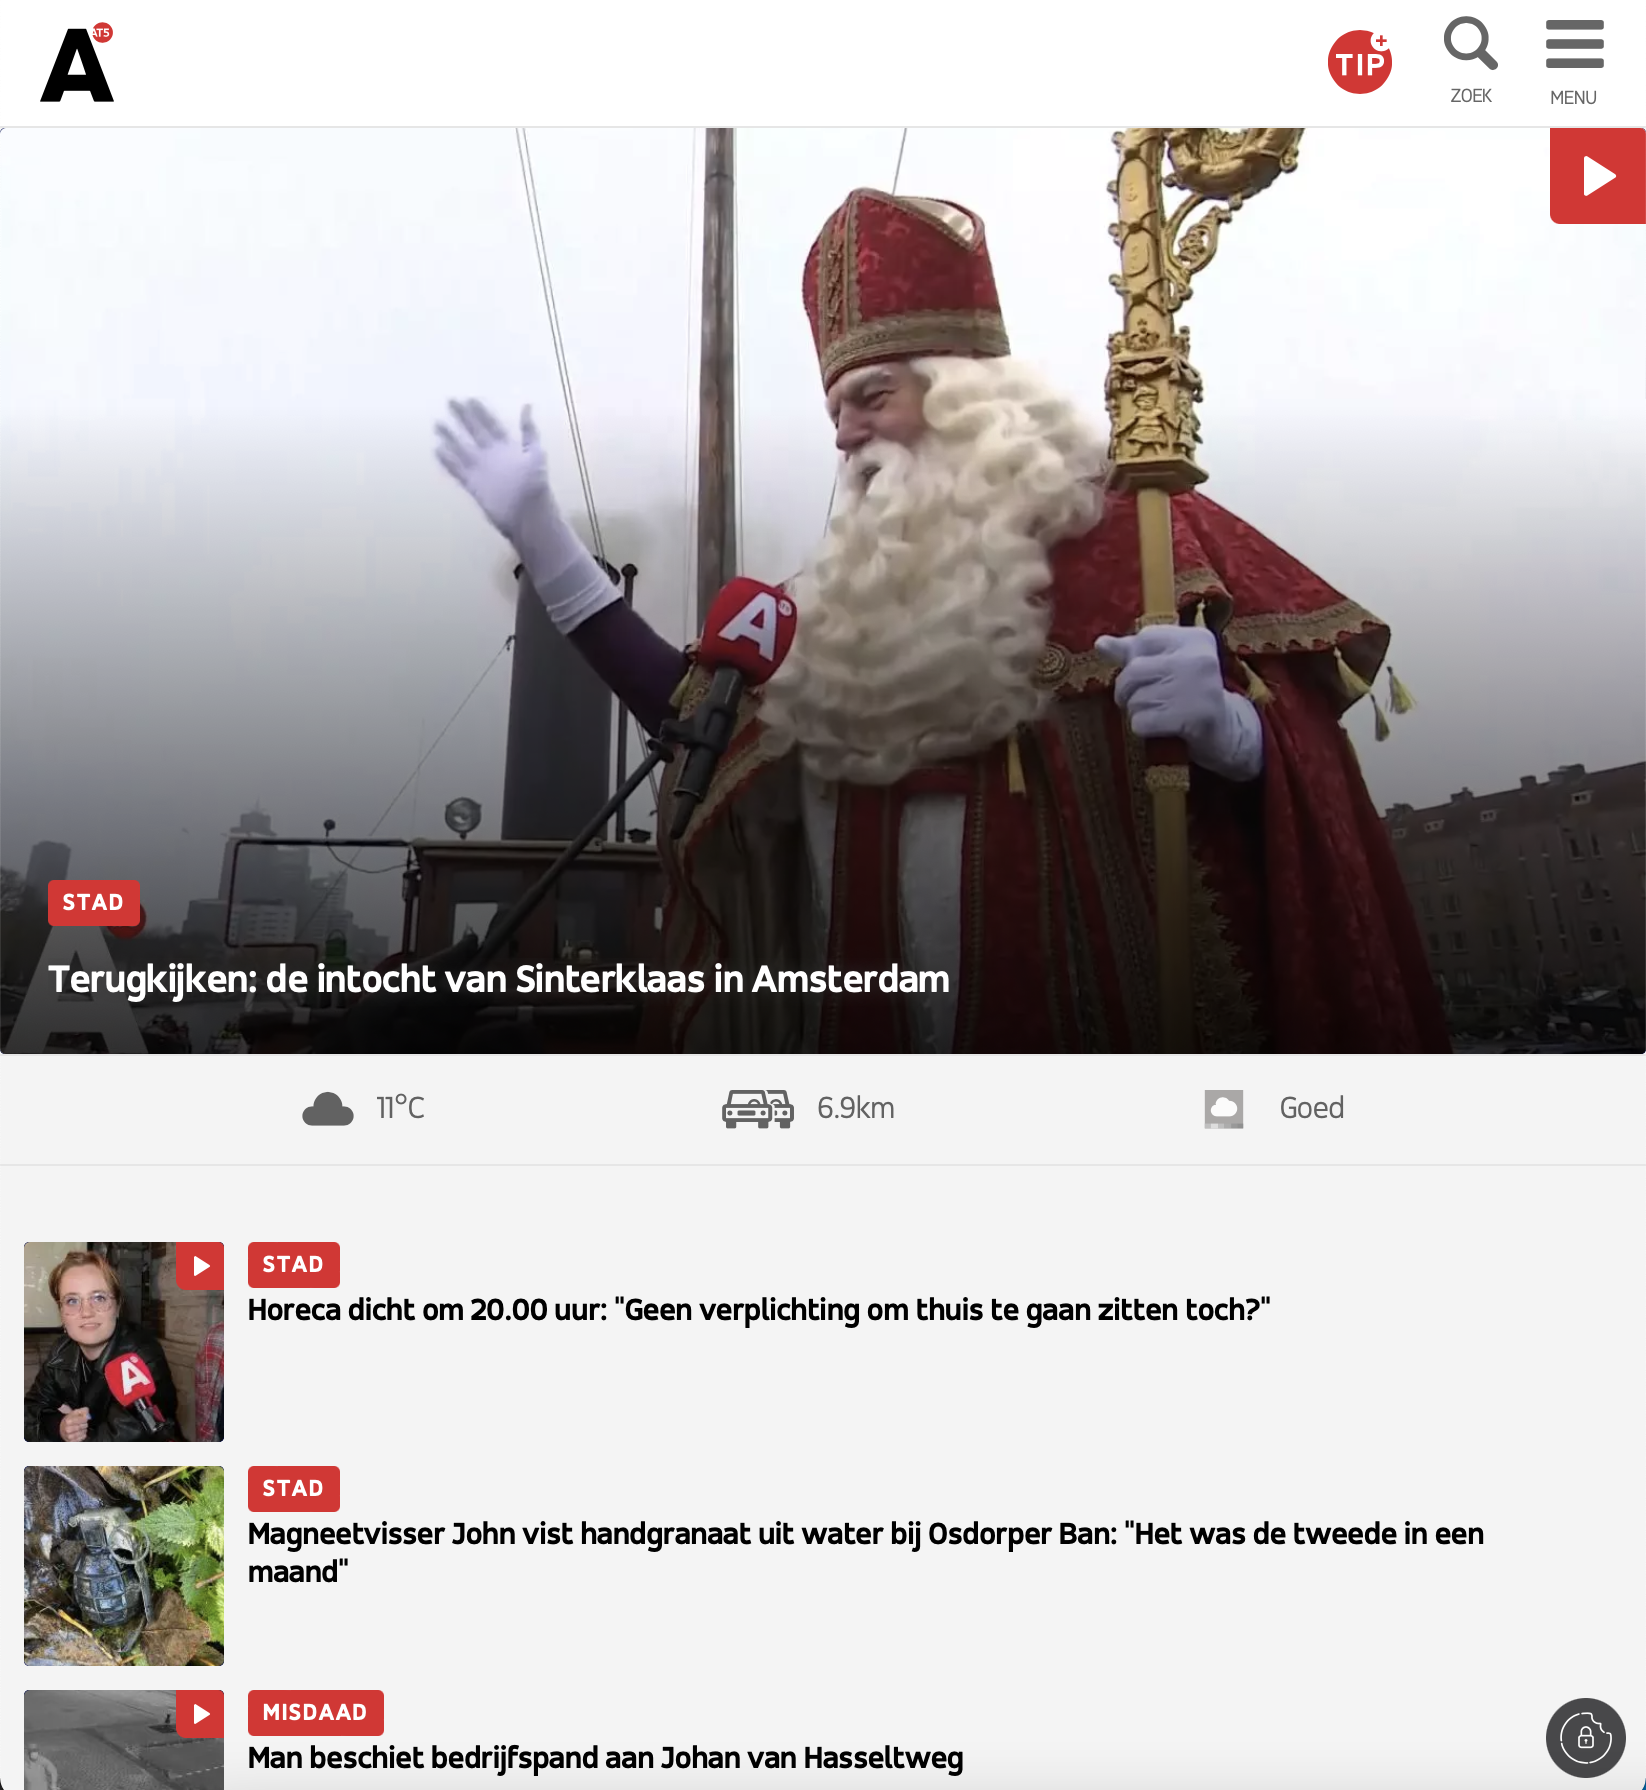 A
AT5
TIP
+
ZOEK
MENU
A
STAD
Terugkijken: de intocht van Sinterklaas in Amsterdam
11°C
6.9km
Goed
STAD
Horeca dicht om 20.00 uur: "Geen verplichting om thuis te gaan zitten toch?"
A
STAD
Magneetvisser John vist handgranaat uit water bij Osdorper Ban: "Het was de tweede in een
maand"
MISDAAD
Man beschiet bedrijfspand aan Johan van Hasseltweg